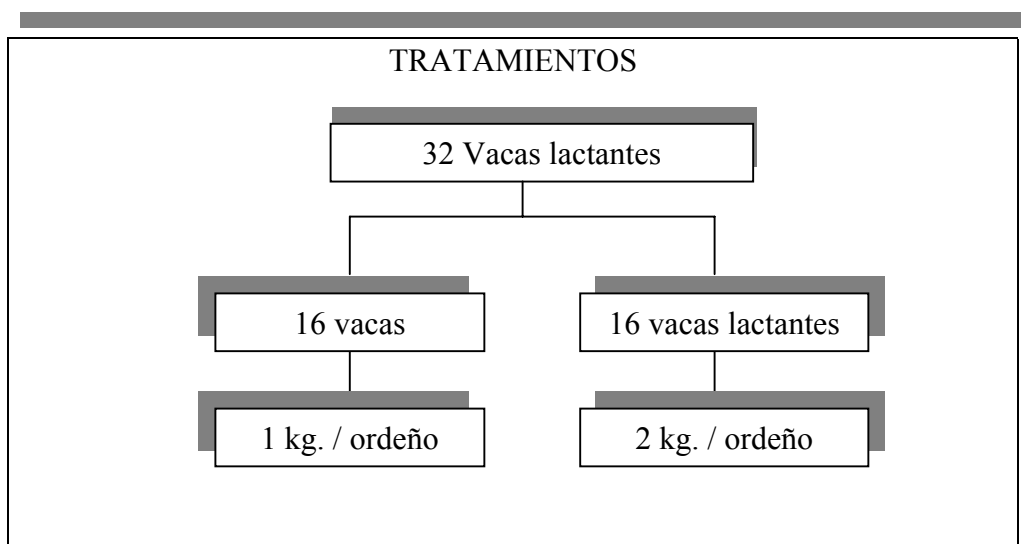 TRATAMIENTOS
32 Vacas lactantes
16 vacas
16 vacas lactantes
1 kg. / ordeño
2 kg. / ordeño